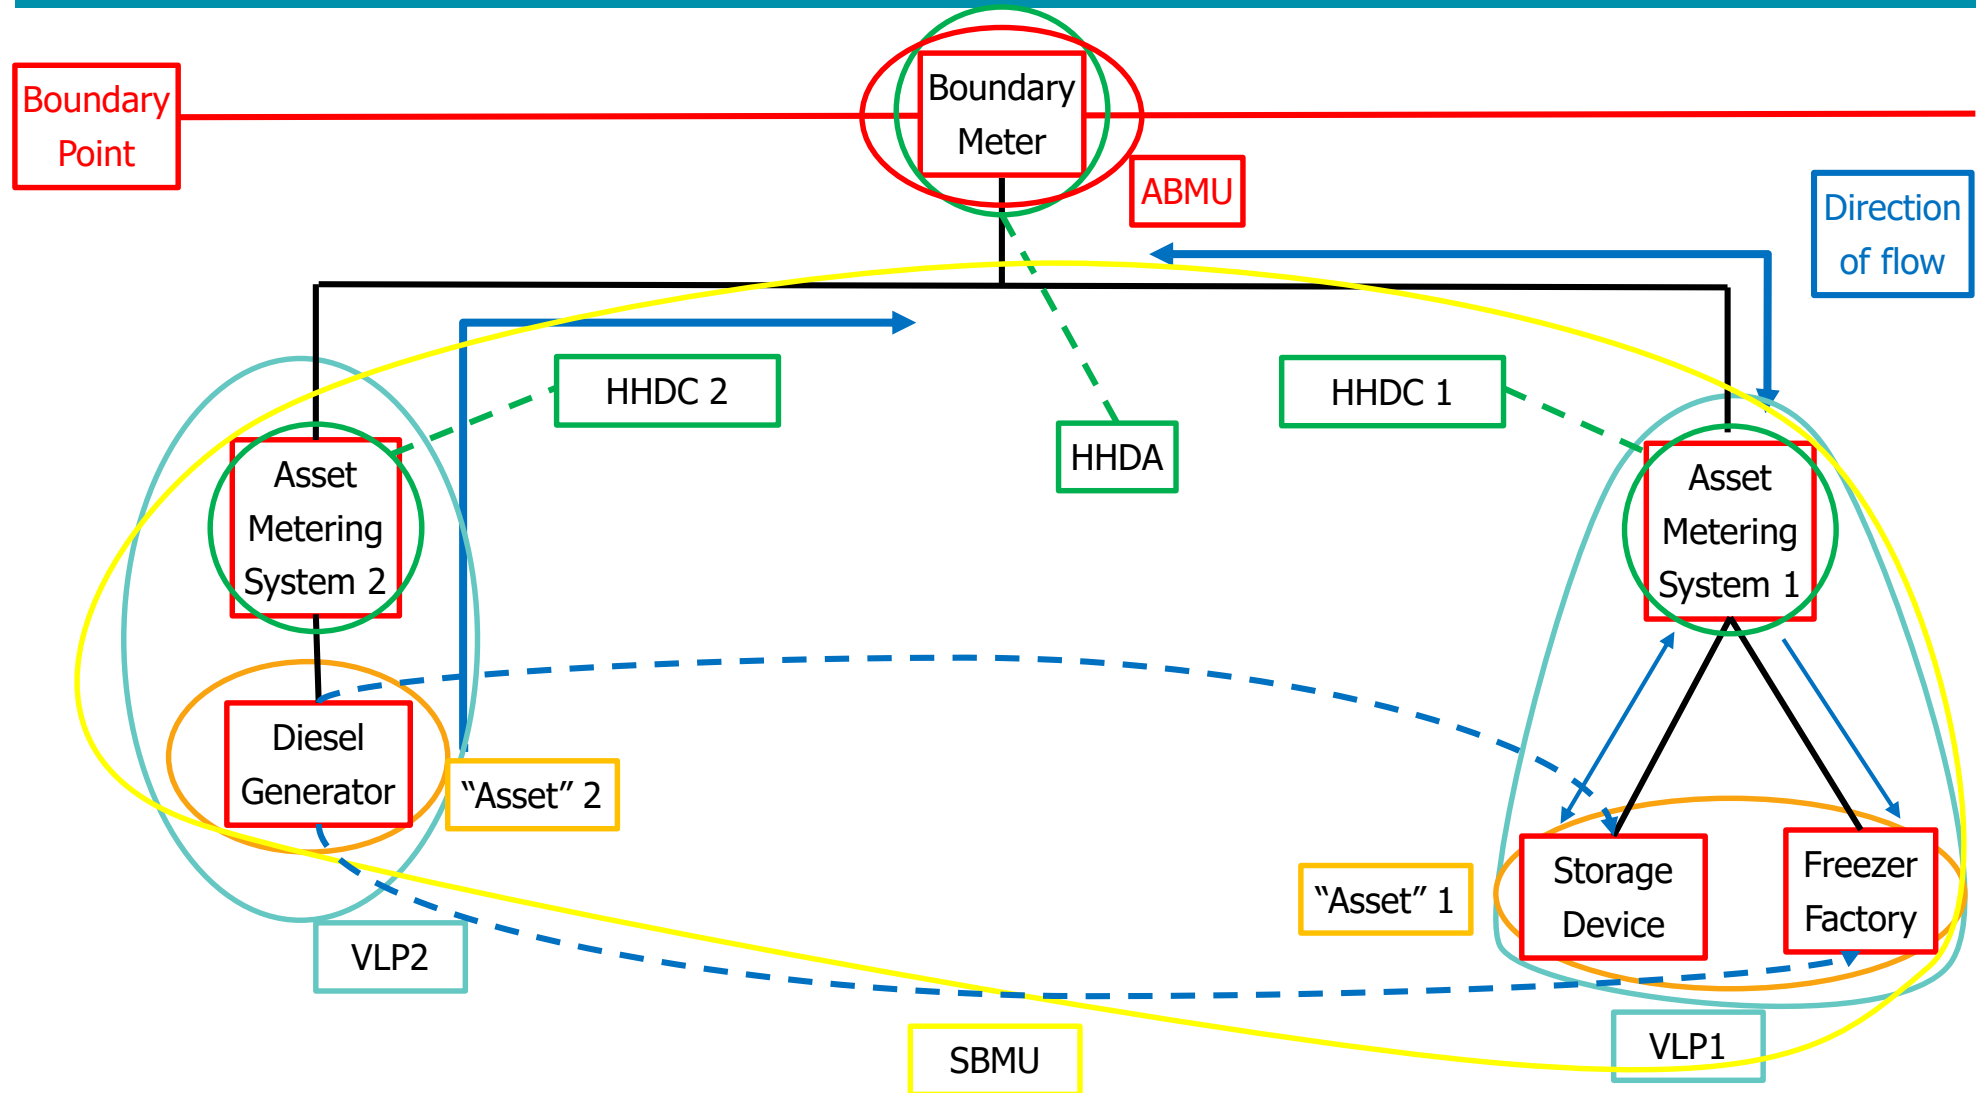 Boundary
Point
Boundary
Meter
ABMU
Direction
of flow
HHDC 2
HHDC 1
HHDA
Asset
Metering
System 2
Asset
Metering
System 1
Diesel
Generator
“Asset” 2
“Asset” 1
Storage
Device
Freezer
Factory
VLP2
SBMU
VLP1